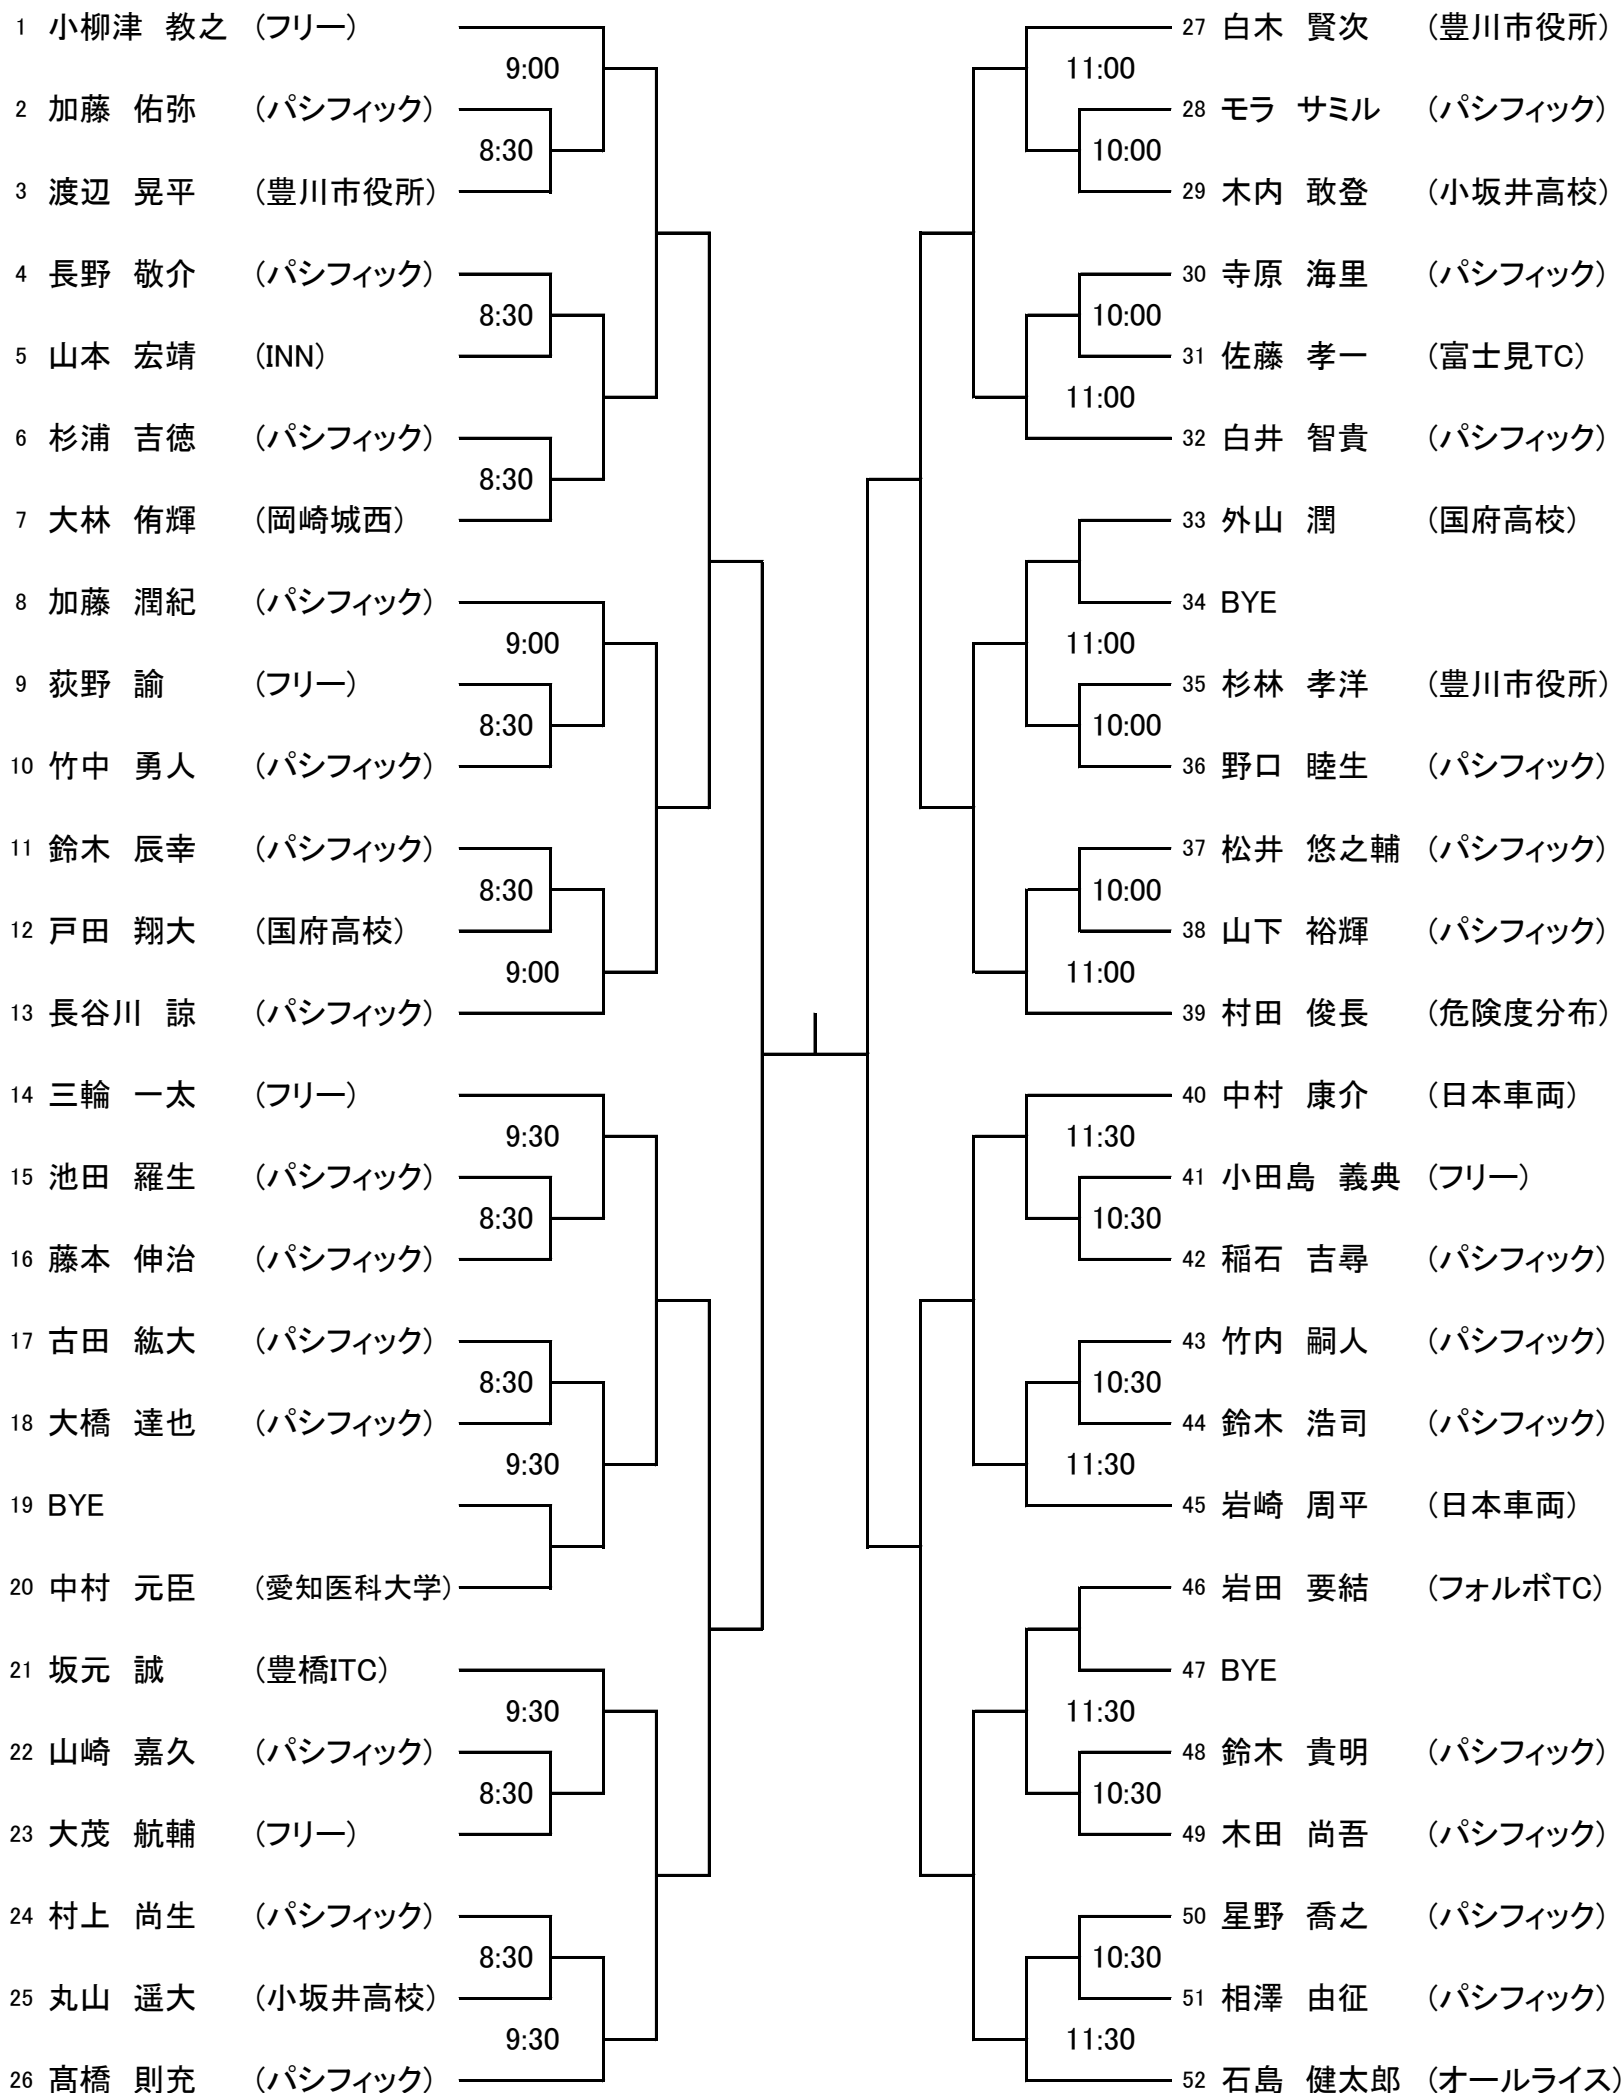 1 小柳津 教之 (フリー)
9:00
2 加藤 佑弥 (パシフィック)
8:30
3 渡辺 晃平 (豊川市役所)
4 長野 敬介 (パシフィック)
8:30
5 山本 宏靖 (INN)
6 杉浦 吉徳 (パシフィック)
8:30
7 大林 侑輝 (岡崎城西)
8 加藤 潤紀 (パシフィック)
9:00
9 荻野 諭 (フリー)
8:30
10 竹中 勇人 (パシフィック)
11 鈴木 辰幸 (パシフィック)
8:30
12 戸田 翔大 (国府高校)
9:00
13 長谷川 諒 (パシフィック)
14 三輪 一太 (フリー)
9:30
15 池田 羅生 (パシフィック)
8:30
16 藤本 伸治 (パシフィック)
17 古田 紘大 (パシフィック)
8:30
18 大橋 達也 (パシフィック)
9:30
19 BYE
20 中村 元臣 (愛知医科大学)
21 坂元 誠 (豊橋ITC)
9:30
22 山崎 嘉久 (パシフィック)
8:30
23 大茂 航輔 (フリー)
24 村上 尚生 (パシフィック)
8:30
25 丸山 遥大 (小坂井高校)
9:30
26 髙橋 則充 (パシフィック)
27 白木 賢次 (豊川市役所)
11:00
28 モラ サミル (パシフィック)
10:00
29 木内 敢登 (小坂井高校)
30 寺原 海里 (パシフィック)
10:00
31 佐藤 孝一 (富士見TC)
11:00
32 白井 智貴 (パシフィック)
33 外山 潤 (国府高校)
34 BYE
11:00
35 杉林 孝洋 (豊川市役所)
10:00
36 野口 睦生 (パシフィック)
37 松井 悠之輔 (パシフィック)
10:00
38 山下 裕輝 (パシフィック)
11:00
39 村田 俊長 (危険度分布)
40 中村 康介 (日本車両)
11:30
41 小田島 義典 (フリー)
10:30
42 稲石 吉尋 (パシフィック)
43 竹内 嗣人 (パシフィック)
10:30
44 鈴木 浩司 (パシフィック)
11:30
45 岩崎 周平 (日本車両)
46 岩田 要結 (フォルボTC)
47 BYE
11:30
48 鈴木 貴明 (パシフィック)
10:30
49 木田 尚吾 (パシフィック)
50 星野 喬之 (パシフィック)
10:30
51 相澤 由征 (パシフィック)
11:30
52 石島 健太郎 (オールライス)